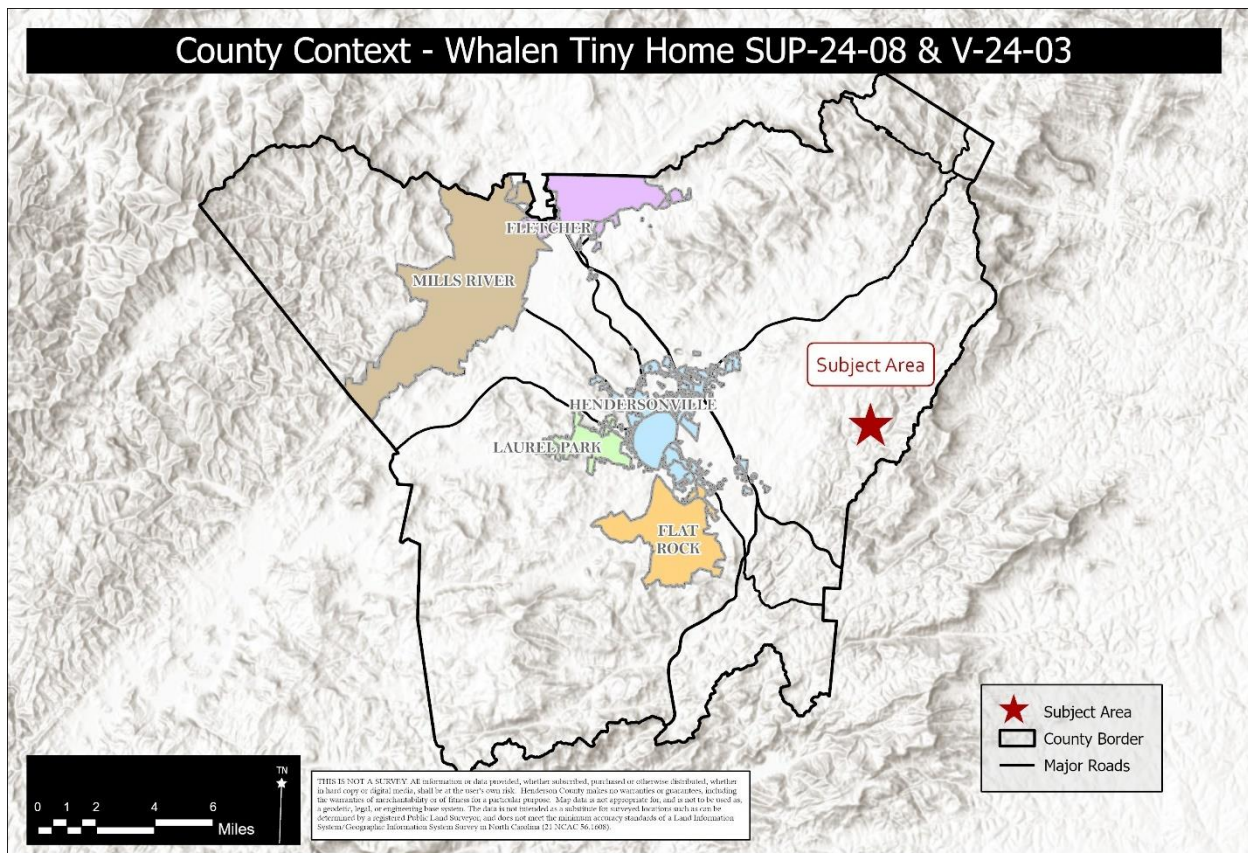 County Context - Whalen Tiny Home SUP-24-08 & V-24-03
FLETCHER
MILLS RIVER
Subject Area
HENDERSONVILLE
LAUREL PARK
FLAT
ROCK
Subject Area
County Border
Major Roads
TN
0 1 2 4 6
Miles
THIS IS NOT A SURVEY. All information or data provided, whether subscribed, purchased or otherwise distributed, whether
in hard copy or digital media, shall be at the user's own risk. Henderson County makes no warranties or guarantees, including
the warranties of merchantability or of fitness for a particular purpose. Map data is not appropriate for, and is not to be used as,
a geodetic, legal, or engineering base system. The data is not intended as a substitute for surveyed locations such as can be
determined by a registered Public Land Surveyor, and does not meet the minimum accuracy standards of a Land Information
System/Geographic Information System Survey in North Carolina (21 NCAC 56.1608).